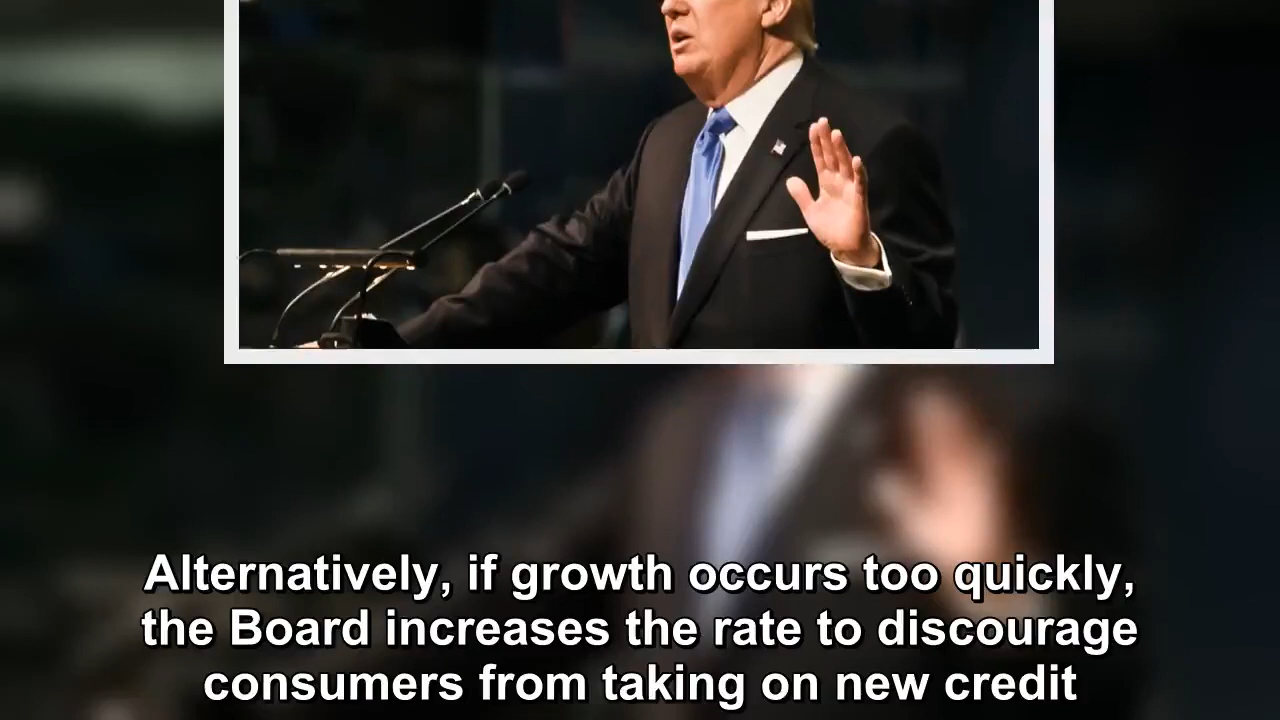 Alternatively, if growth occurs too quickly,
the Board increases the rate to discourage
consumers from taking on new credit